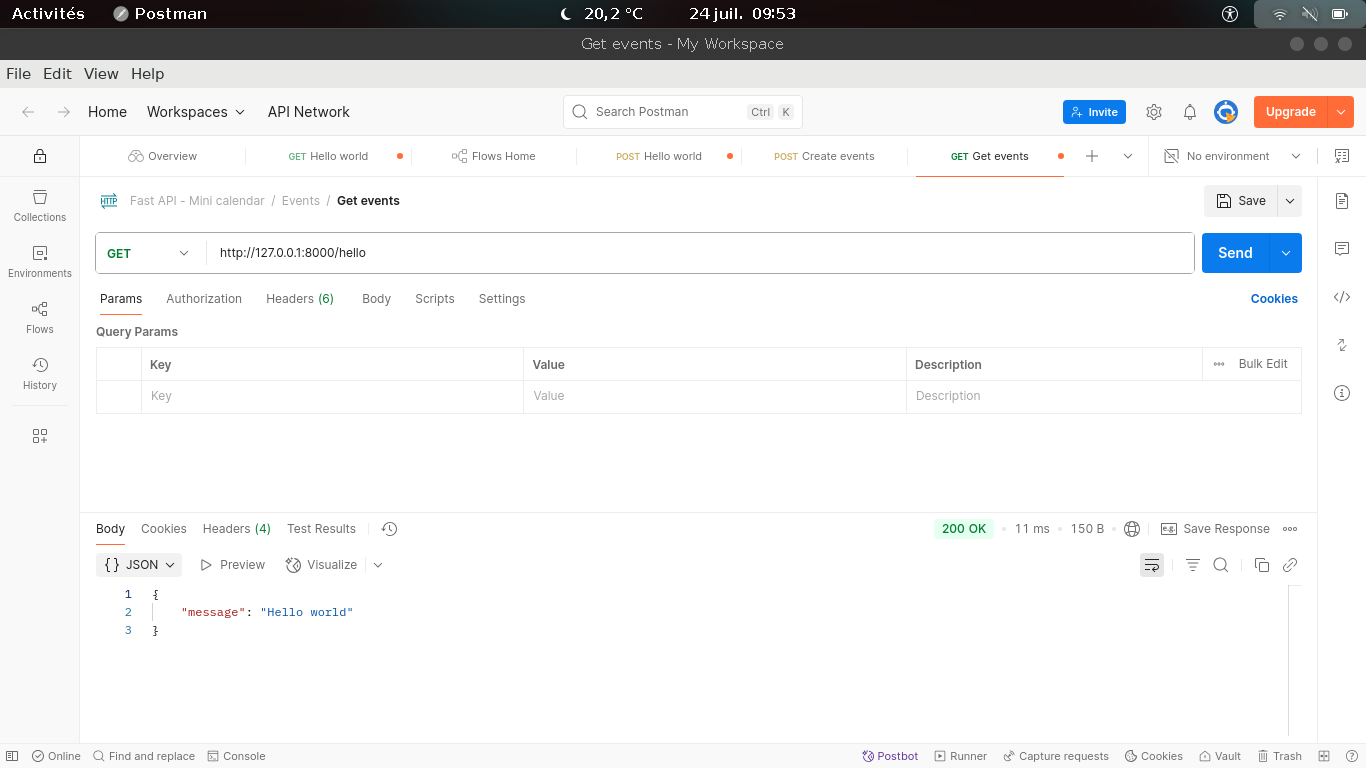 Activités Postman 20,2 °C 24 juil. 09:53
Get events - My Workspace
File Edit View Help
Home Workspaces API Network Search Postman Ctrl K Invite Upgrade
Overview GET Hello world Flows Home POST Hello world POST Create events GET Get events No environment
HTTP Fast API - Mini calendar / Events / Get events Save
Collections
Environments
Flows
History
GET http://127.0.0.1:8000/hello Send
Params Authorization Headers (6) Body Scripts Settings Cookies
Query Params
Key Value Description Bulk Edit
Key Value Description
Body Cookies Headers (4) Test Results 200 OK 11 ms 150 B e.g. Save Response
{} JSON Preview Visualize
1 {
2 "message": "Hello world"
3 }
Online Find and replace Console Postbot Runner Capture requests Cookies Vault Trash